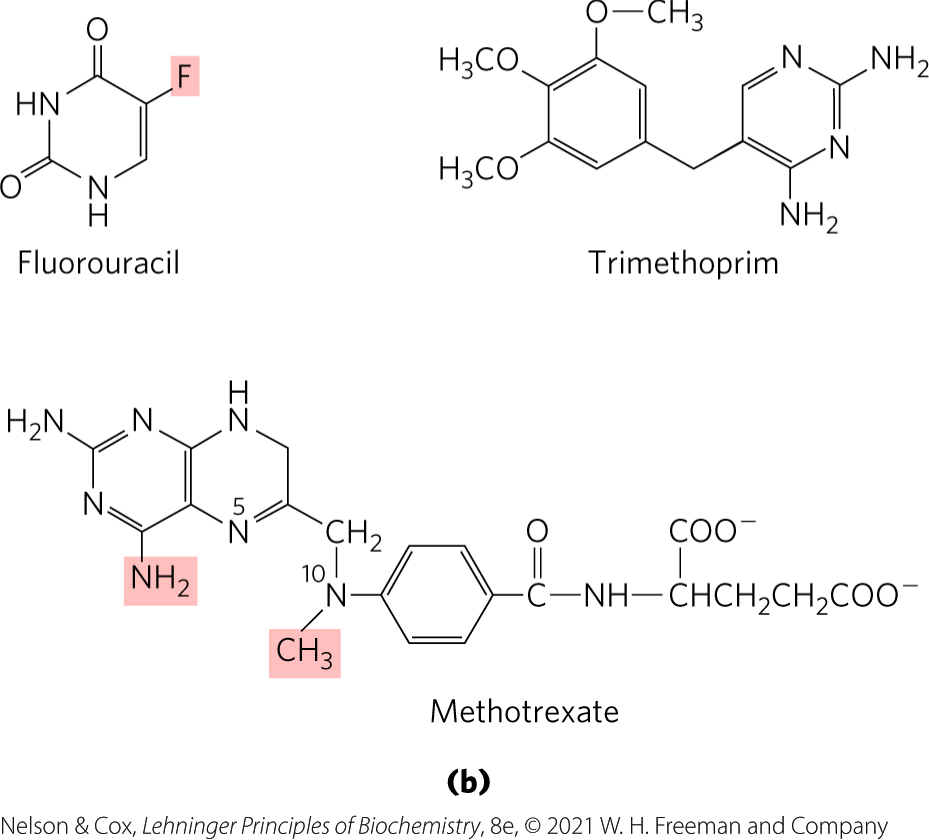 O
F
HN
O
N
H
Fluorouracil
O—CH₃
H₃CO
H₃CO
N
NH₂
N
NH₂
Trimethoprim
H
H₂N
N
N
N
5
N
CH₂
NH₂
10
N
CH₃
O
C—NH—CHCH₂CH₂COO⁻
COO⁻
Methotrexate
(b)
Nelson & Cox, Lehninger Principles of Biochemistry, 8e, © 2021 W. H. Freeman and Company